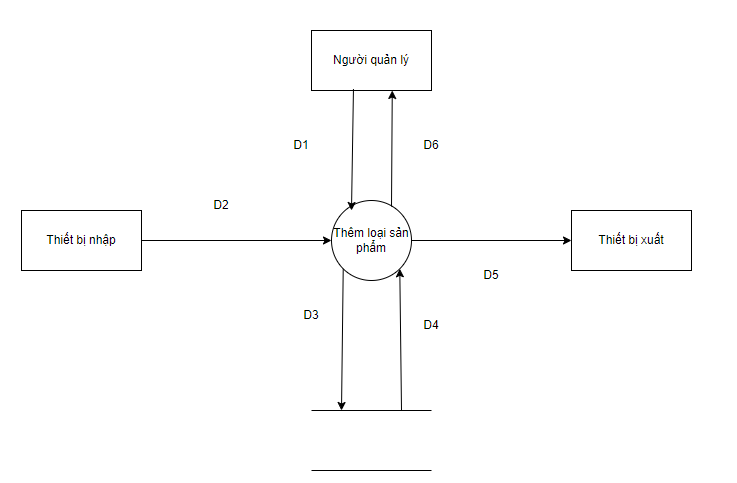 Người quản lý
D1
D6
D2
Thiết bị nhập
Thêm loại sản
phẩm
Thiết bị xuất
D5
D3
D4